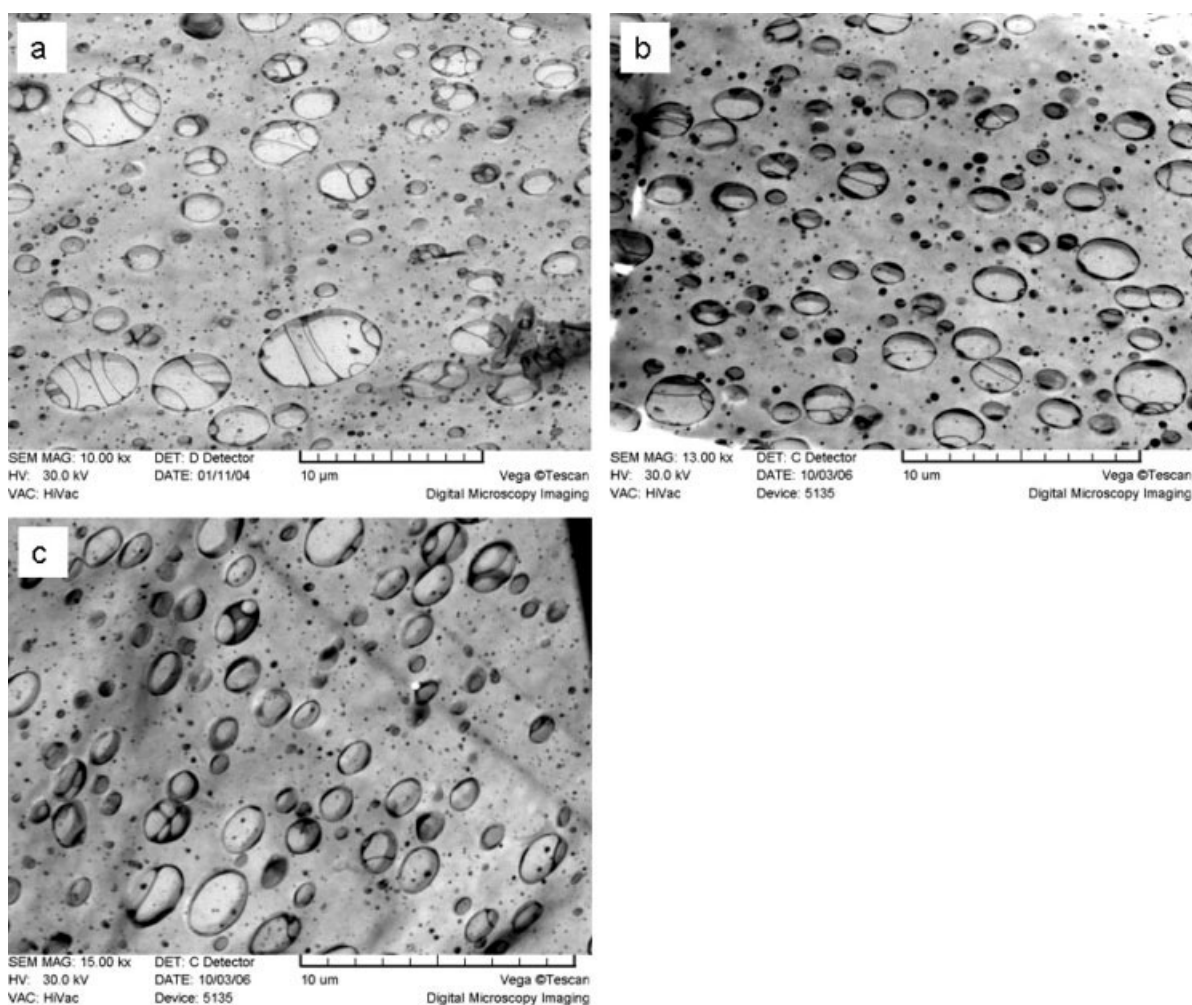 a
SEM MAG: 10.00 kx DET: D Detector
HV: 30.0 kV DATE: 01/11/04 10 µm Vega ©Tescan
VAC: HiVac Digital Microscopy Imaging
b
SEM MAG: 13.00 kx DET: C Detector
HV: 30.0 kV DATE: 10/03/06 10 um Vega ©Tescan
VAC: HiVac Device: 5135 Digital Microscopy Imaging
c
SEM MAG: 15.00 kx DET: C Detector
HV: 30.0 kV DATE: 10/03/06 10 um Vega ©Tescan
VAC: HiVac Device: 5135 Digital Microscopy Imaging